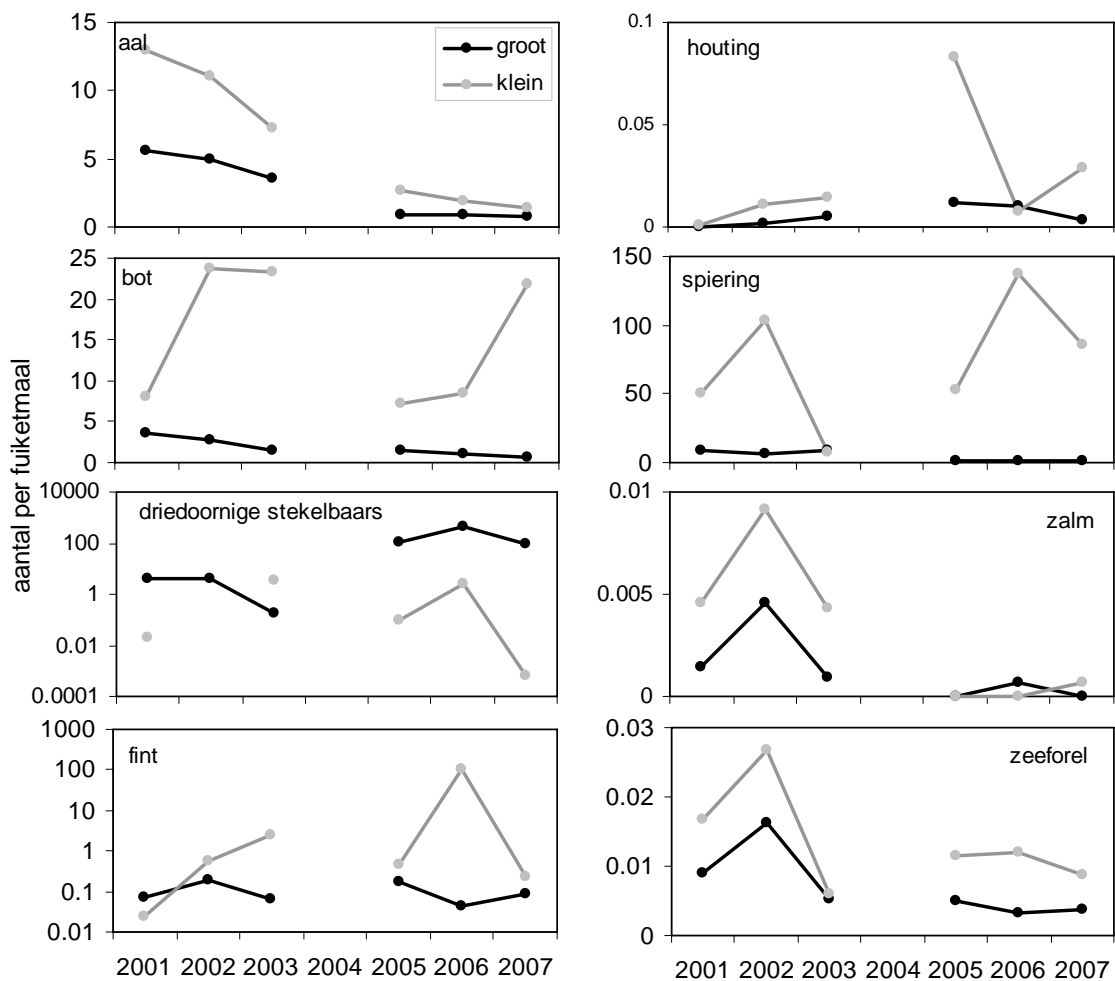 aantal per fuiketmaal
aal
groot
klein
15
10
5
0
houting
0.1
0.05
0
bot
25
20
15
10
5
0
spiering
150
100
50
0
driedoornige stekelbaars
10000
100
1
0.01
0.0001
zalm
0.01
0.005
0
fint
1000
100
10
1
0.1
0.01
zeeforel
0.03
0.02
0.01
0
2001 2002 2003 2004 2005 2006 2007
2001 2002 2003 2004 2005 2006 2007